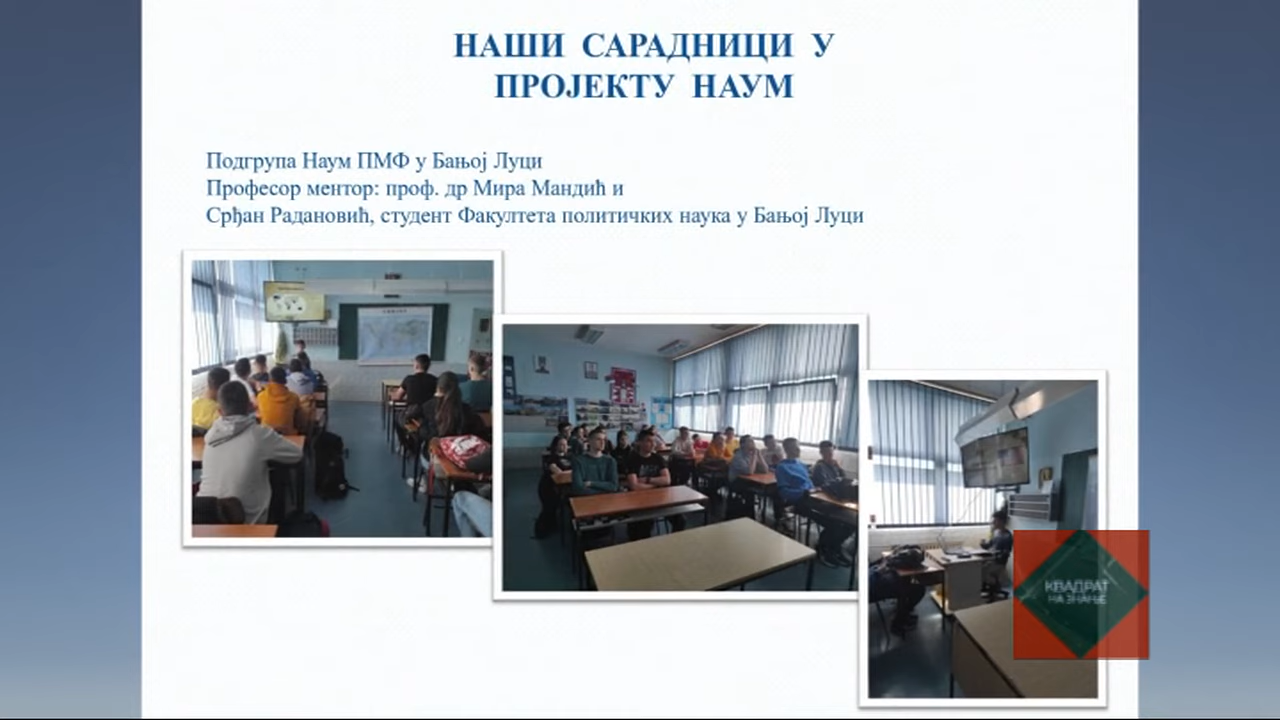 НАШИ САРАДНИЦИ У
ПРОЈЕКТУ НАУМ
Подгрупа Наум ПМФ у Бањој Луци
Професор ментор: проф. др Мира Мандић и
Срђан Радановић, студент Факултета политичких наука у Бањој Луци
КВАДРАТ
НА ЗНАЊЕ